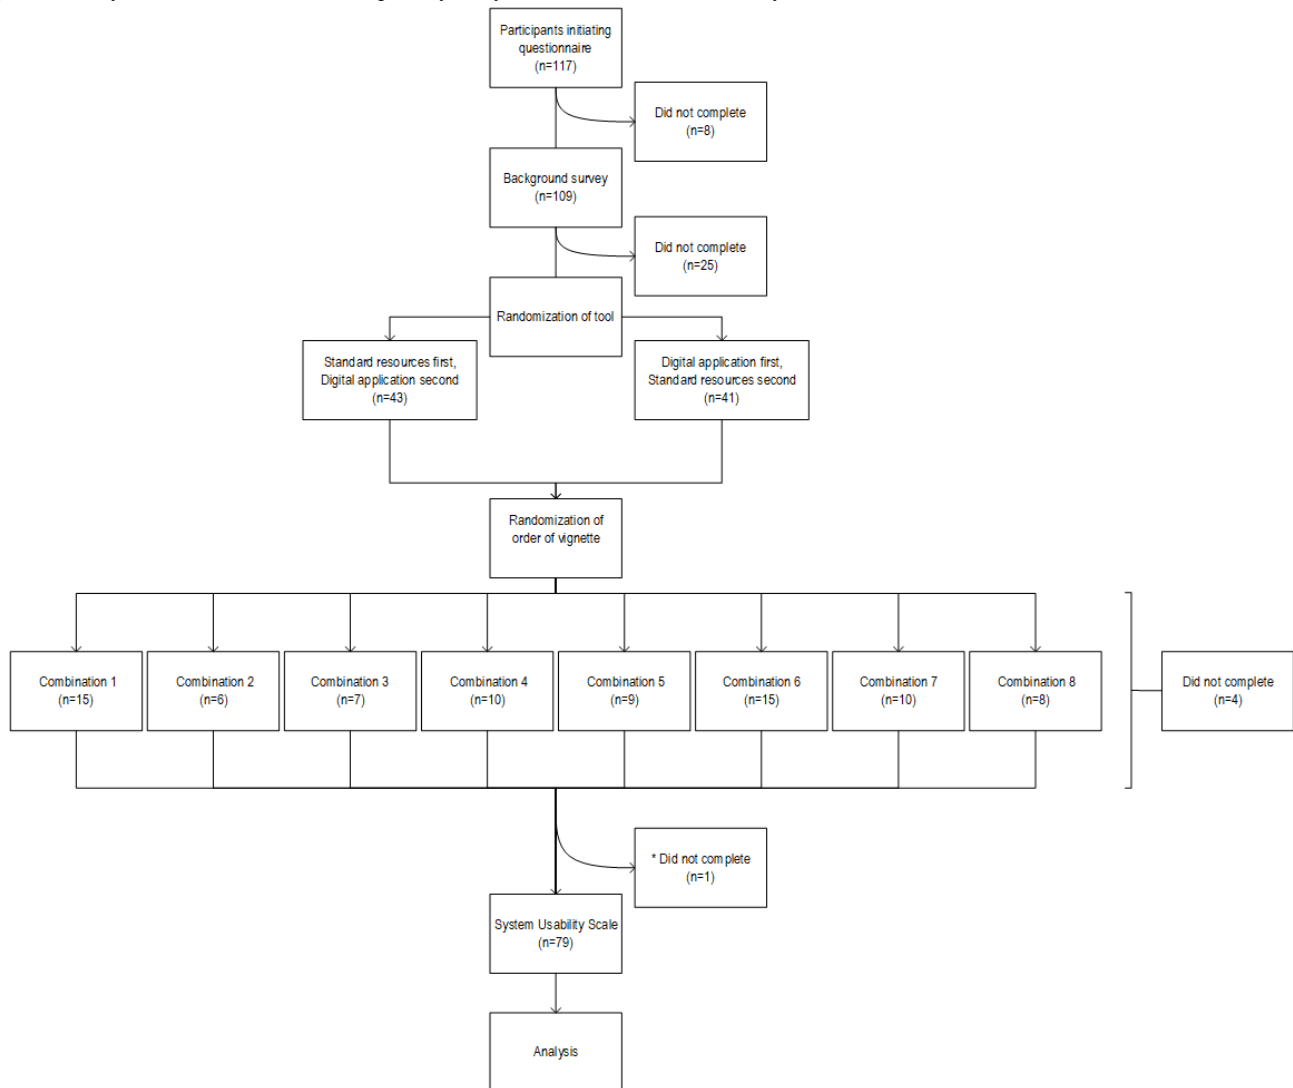 Participants initiating
questionnaire
(n=117)
Did not complete
(n=8)
Background survey
(n=109)
Did not complete
(n=25)
Randomization of tool
Standard resources first,
Digital application second
(n=43)
Digital application first,
Standard resources second
(n=41)
Randomization of
order of vignette
Combination 1
(n=15)
Combination 2
(n=6)
Combination 3
(n=7)
Combination 4
(n=10)
Combination 5
(n=9)
Combination 6
(n=15)
Combination 7
(n=10)
Combination 8
(n=8)
Did not complete
(n=4)
* Did not complete
(n=1)
System Usability Scale
(n=79)
Analysis